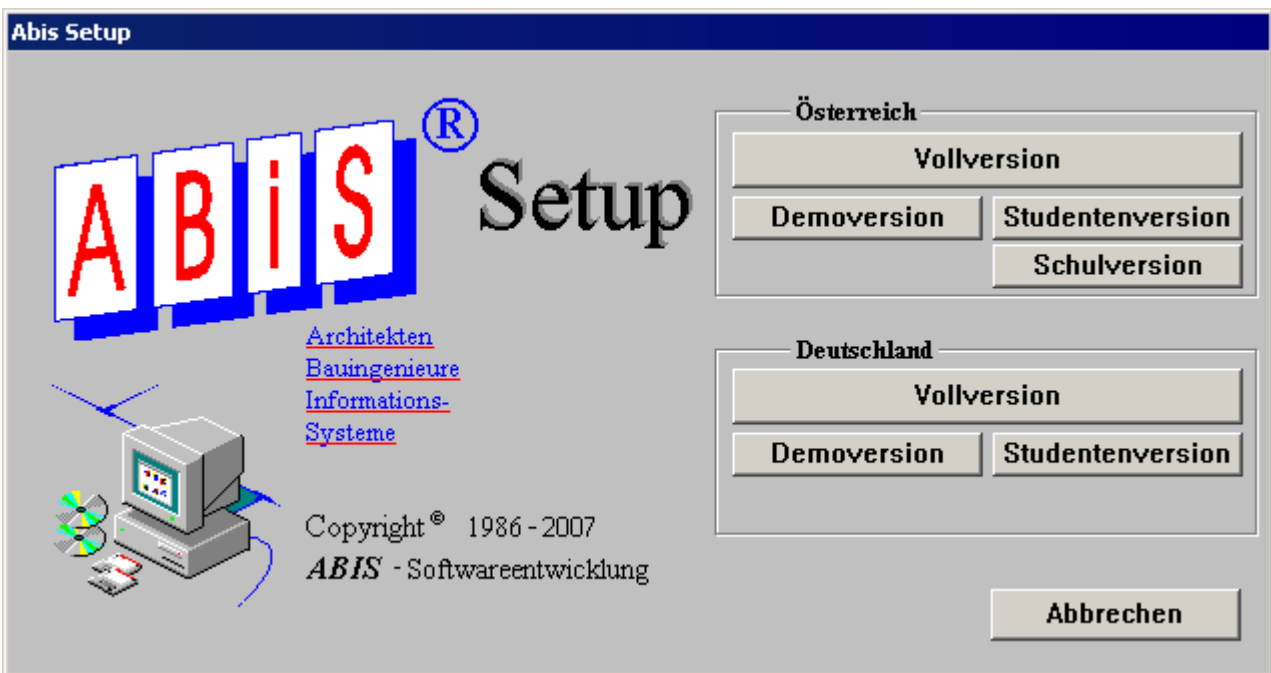 Abis Setup
ABiS®
Setup
Architekten
Bauingenieure
Informations-
Systeme
Copyright © 1986 - 2007
ABIS - Softwareentwicklung
Österreich
Vollversion
Demoversion Studentenversion
Schulversion
Deutschland
Vollversion
Demoversion Studentenversion
Abbrechen